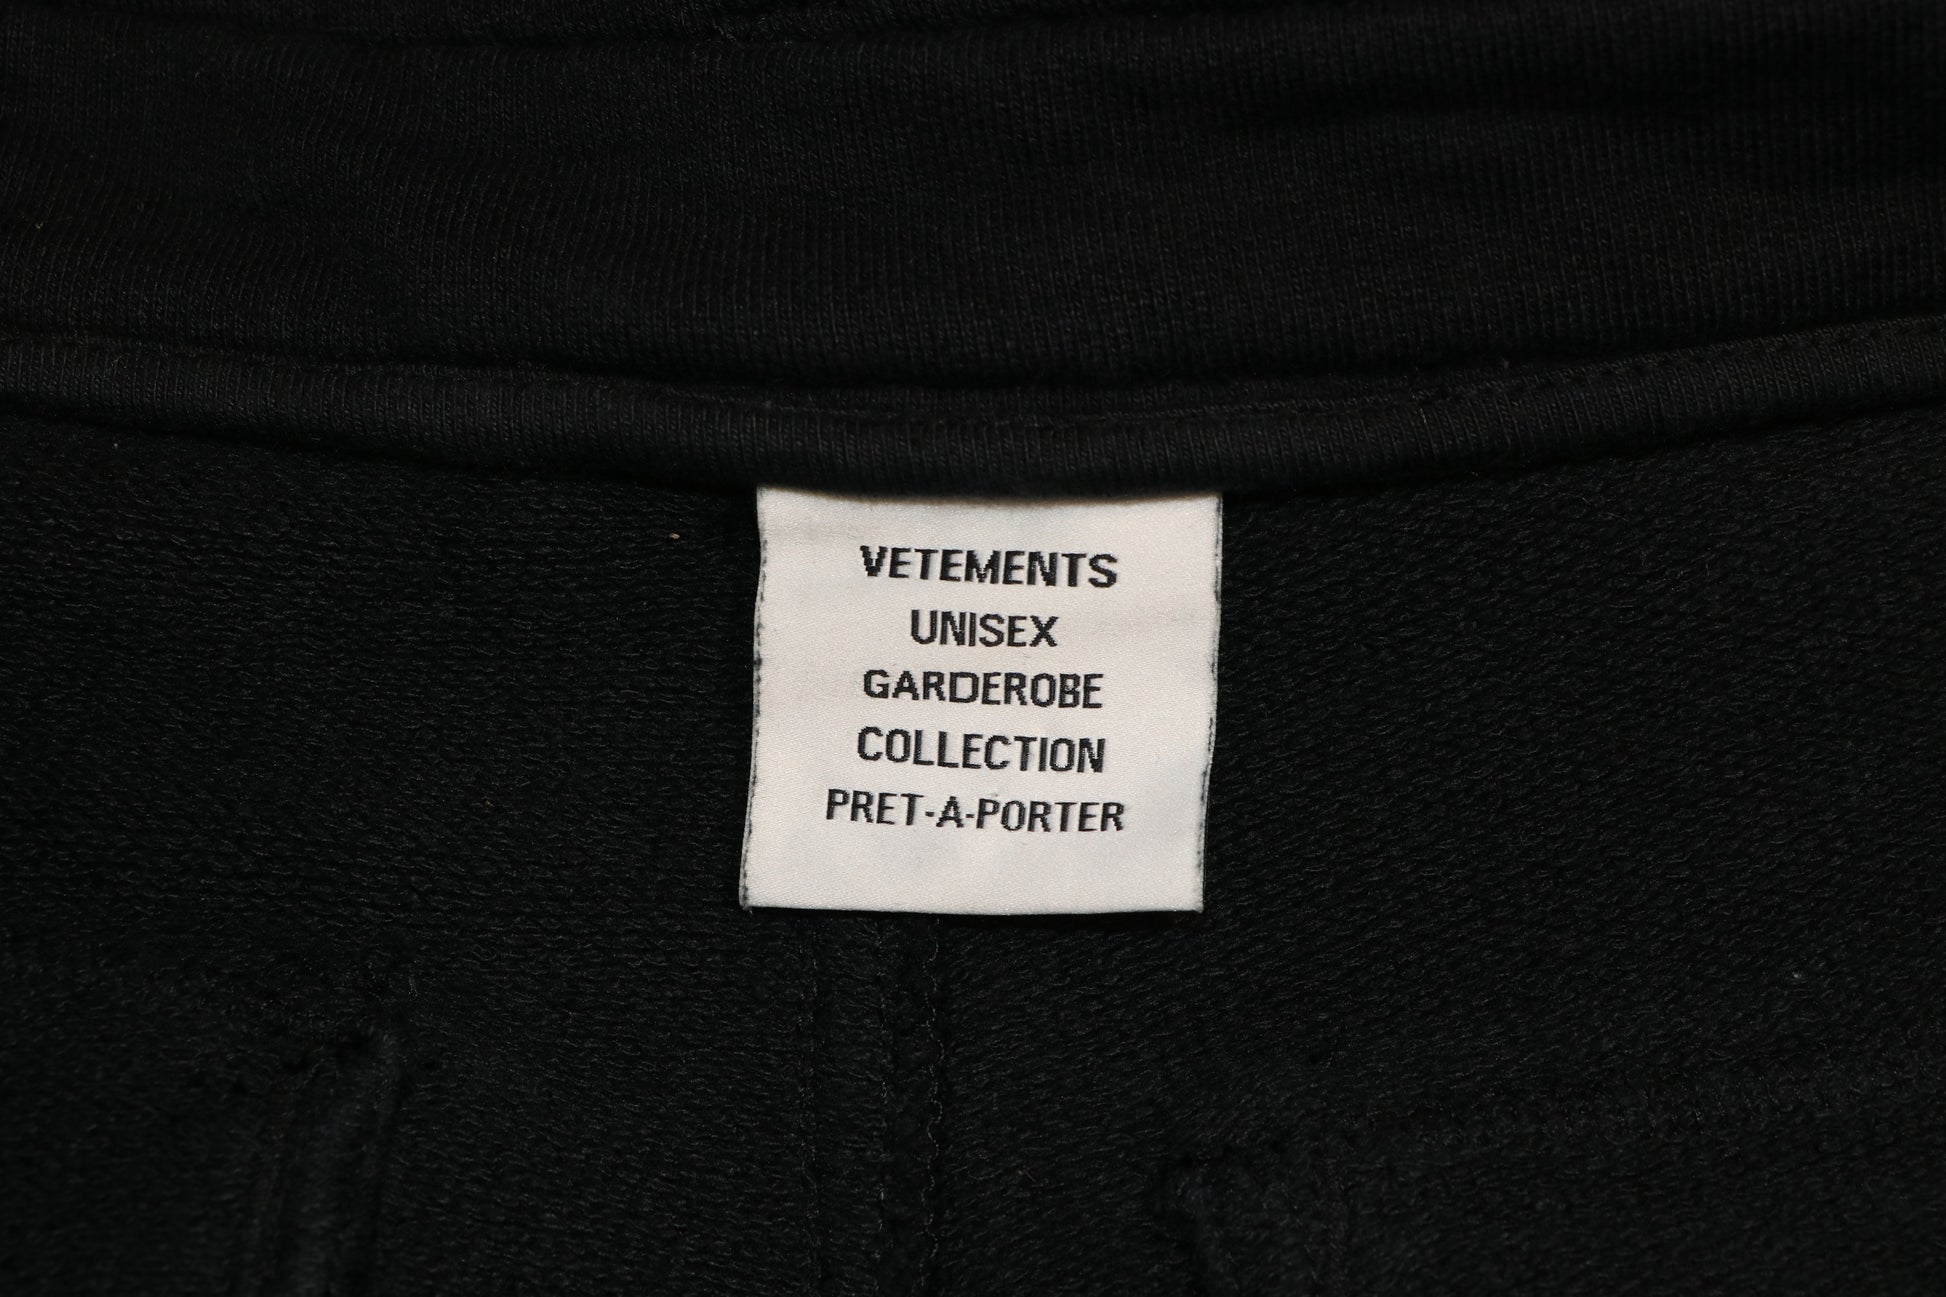 VETEMENTS
UNISEX
GARDEROBE
COLLECTION
PRET-A-PORTER